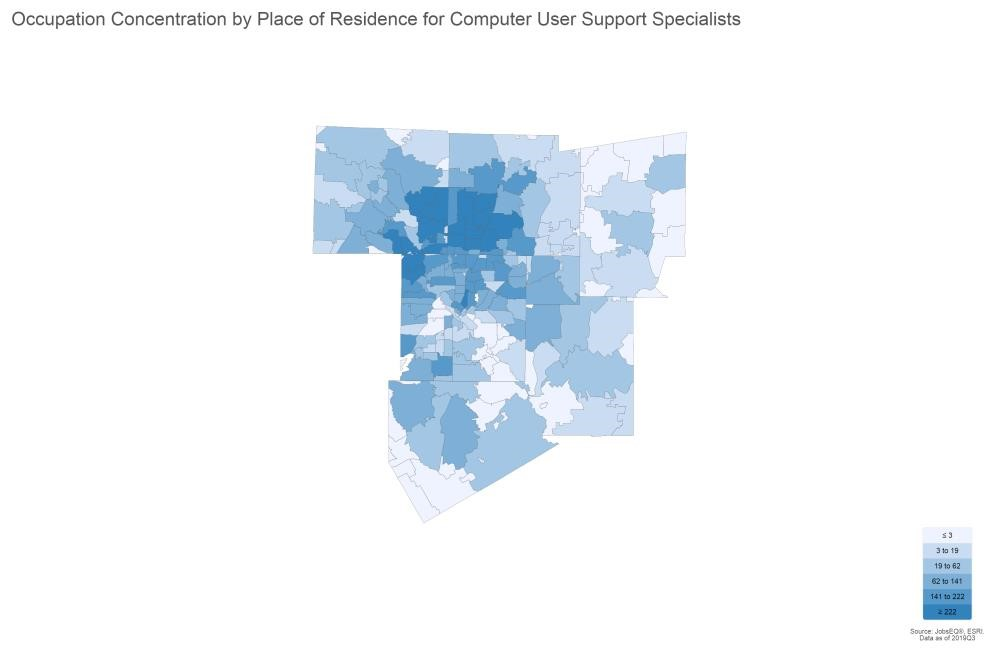 Occupation Concentration by Place of Residence for Computer User Support Specialists
≤ 3
3 to 19
19 to 62
62 to 141
141 to 222
≥ 222
Source: JobsEQ®, ESRI.
Data as of 2019Q3